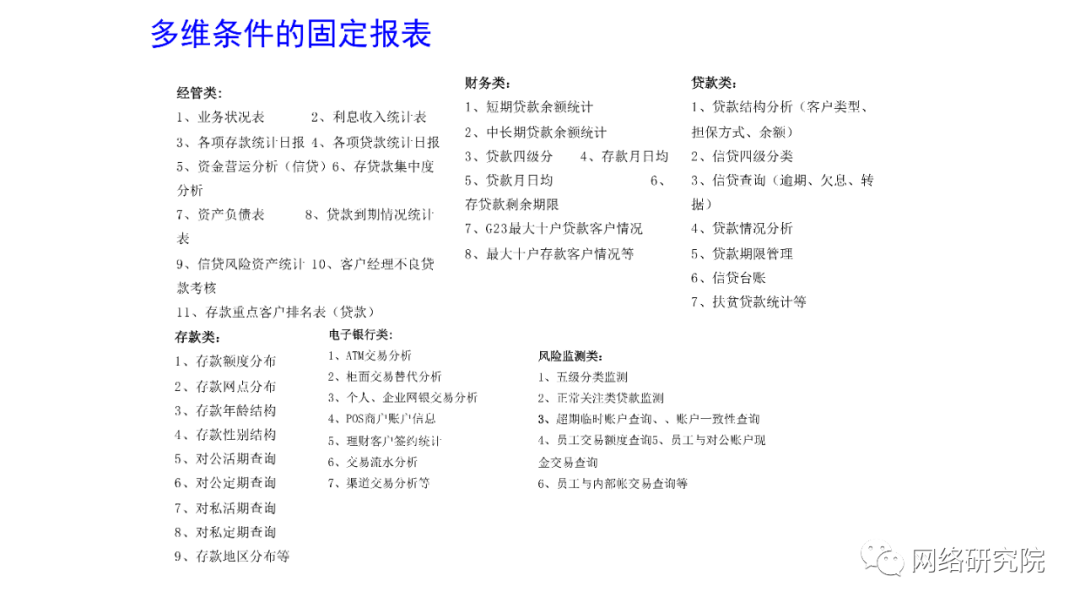 多维条件的固定报表
经管类:
1、业务状况表 2、利息收入统计表
3、各项存款统计日报 4、各项贷款统计日报
5、资金营运分析（信贷）6、存贷款集中度
分析
7、资产负债表 8、贷款到期情况统计
表
9、信贷风险资产统计 10、客户经理不良贷
款考核
11、存款重点客户排名表（贷款）
财务类:
1、短期贷款余额统计
2、中长期贷款余额统计
3、贷款四级分 4、存款月日均
5、贷款月日均 6、
存贷款剩余期限
7、G23最大十户贷款客户情况
8、最大十户存款客户情况等
贷款类:
1、贷款结构分析（客户类型、
担保方式、余额）
2、信贷四级分类
3、信贷查询（逾期、欠息、转
据）
4、贷款情况分析
5、贷款期限管理
6、信贷台账
7、扶贫贷款统计等
存款类:
1、存款额度分布
2、存款网点分布
3、存款年龄结构
4、存款性别结构
5、对公活期查询
6、对公定期查询
7、对私活期查询
8、对私定期查询
9、存款地区分布等
电子银行类:
1、ATM交易分析
2、柜面交易替代分析
3、个人、企业网银交易分析
4、POS商户账户信息
5、理财客户签约统计
6、交易流水分析
7、渠道交易分析等
风险监测类:
1、五级分类监测
2、正常关注类贷款监测
3、超期临时账户查询、、账户一致性查询
4、员工交易额度查询5、员工与对公账户现
金交易查询
6、员工与内部帐交易查询等
网络研究院